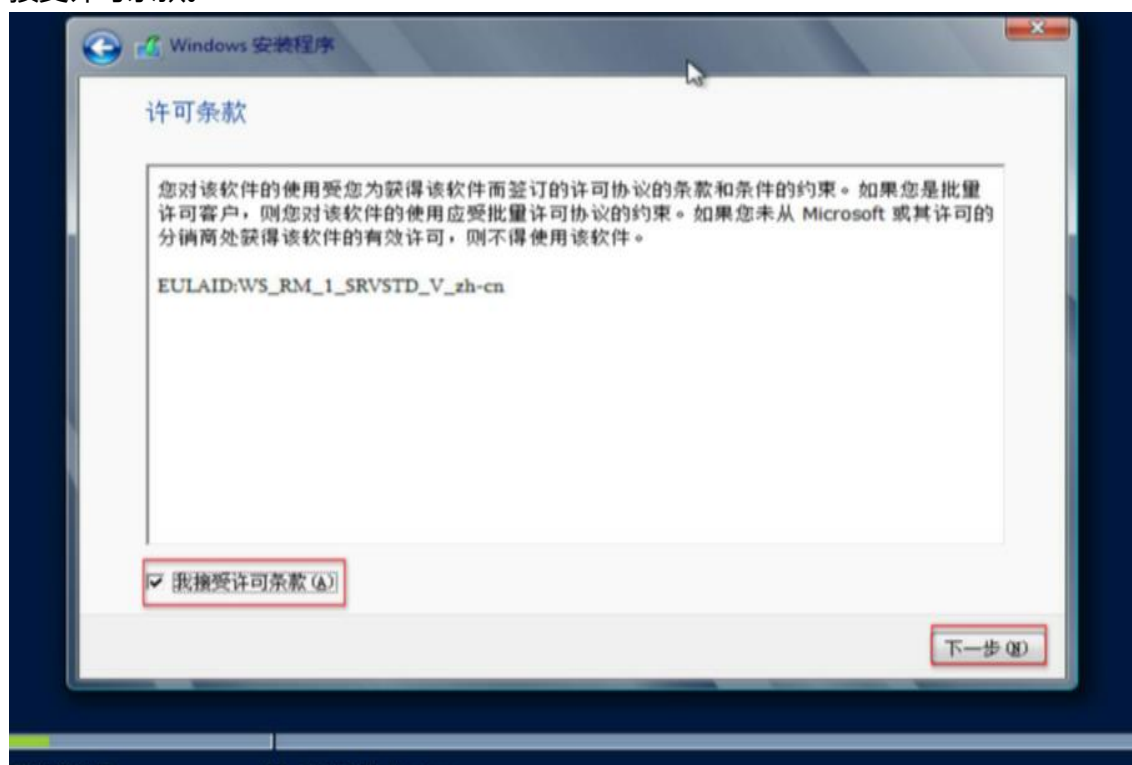 接受许可条款。
Windows 安装程序
许可条款
您对该软件的使用受您为获得该软件而签订的许可协议的条款和条件的约束。如果您是批量
许可客户，则您对该软件的使用应受批量许可协议的约束。如果您未从 Microsoft 或其许可的
分销商处获得该软件的有效许可，则不得使用该软件。
EULAID:WS_RM_1_SRVSTD_V_zh-cn
我接受许可条款(A)
下一步(N)